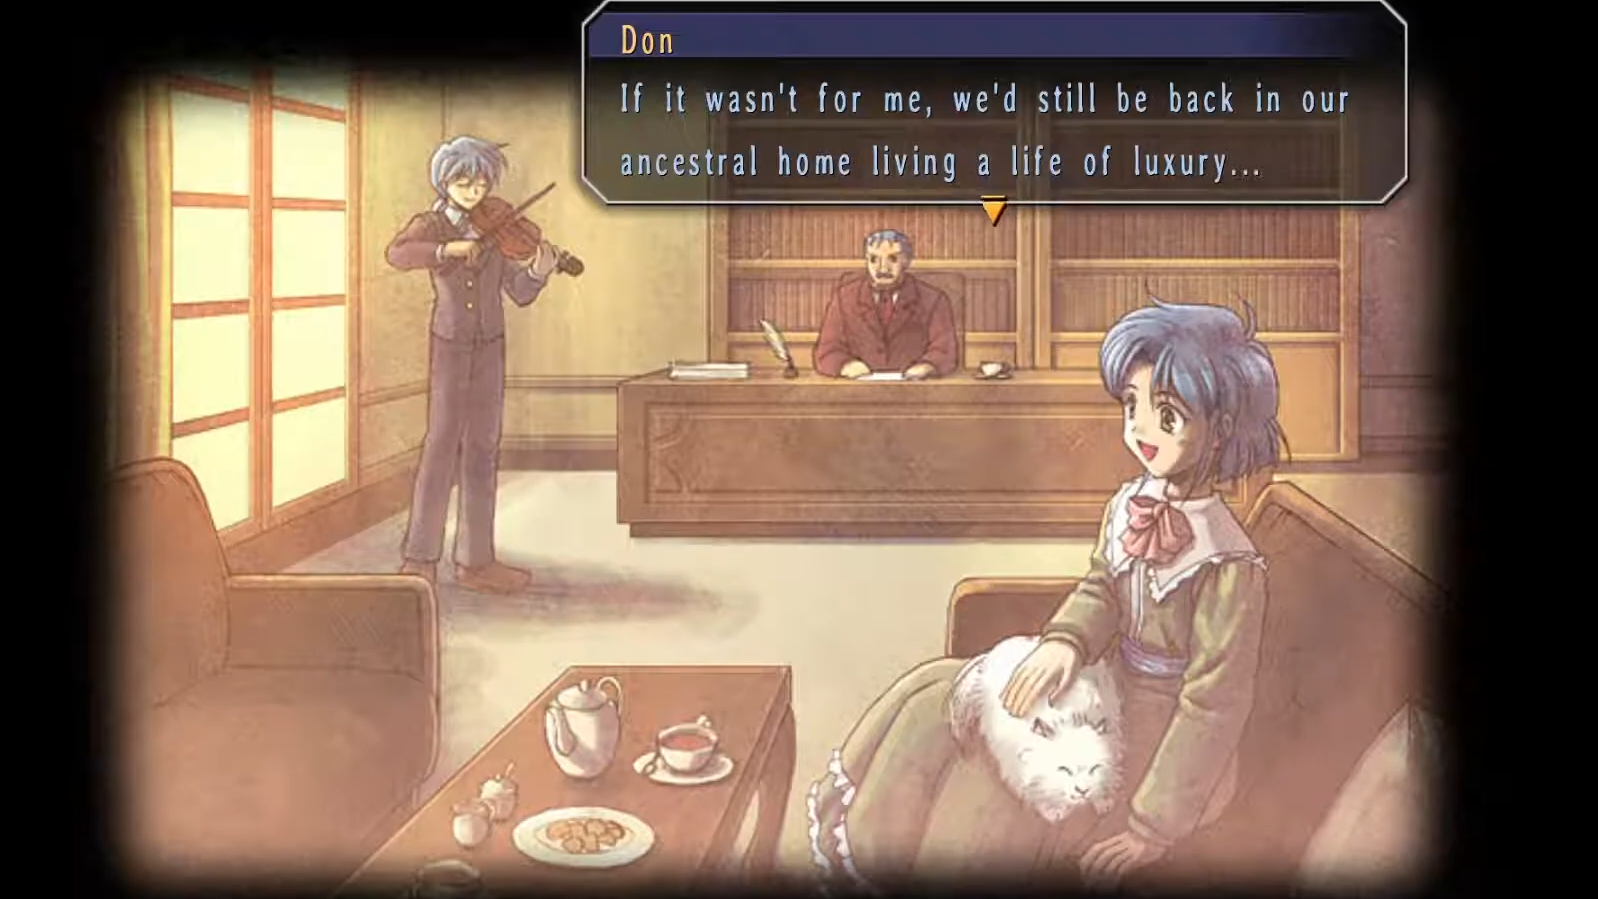 Don
If it wasn't for me, we'd still be back in our
ancestral home living a life of luxury...